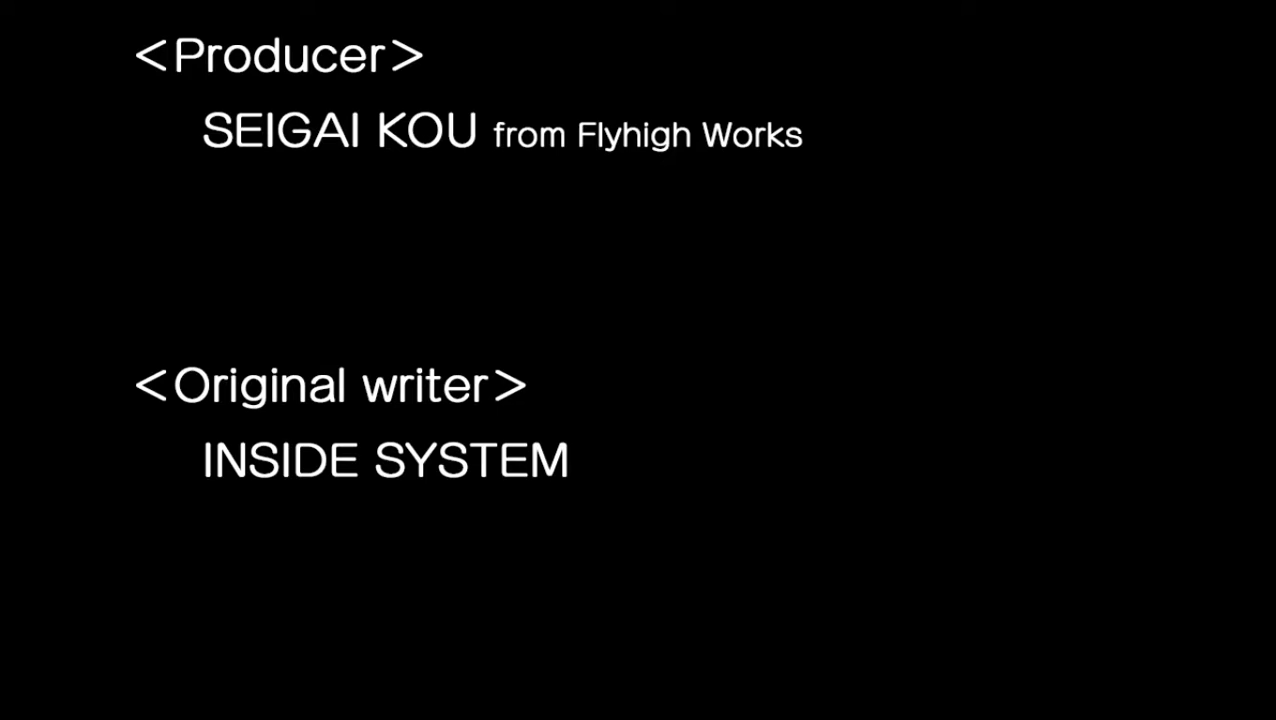 <Producer>
SEIGAI KOU from Flyhigh Works
<Original writer>
INSIDE SYSTEM